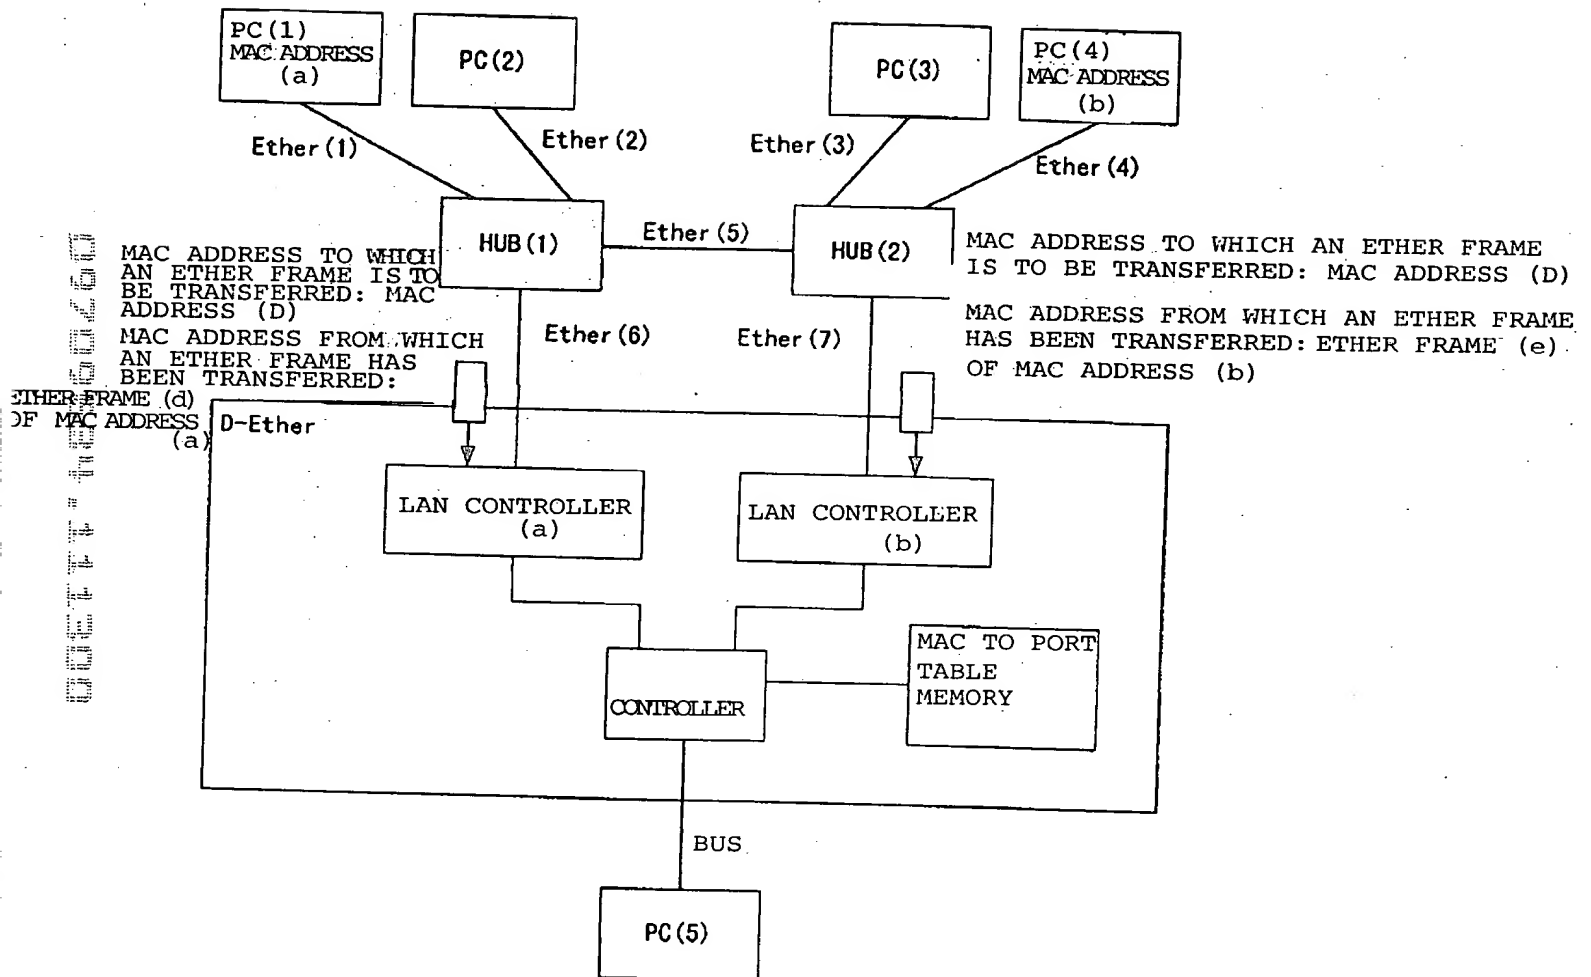 PC(1)
MAC ADDRESS
(a)
PC(2)
PC(3)
PC(4)
MAC ADDRESS
(b)
Ether(1)
Ether(2)
Ether(3)
Ether(4)
HUB(1)
Ether(5)
HUB(2)
MAC ADDRESS TO WHICH
AN ETHER FRAME IS TO
BE TRANSFERRED: MAC
ADDRESS (D)
MAC ADDRESS FROM WHICH
AN ETHER FRAME HAS
BEEN TRANSFERRED:
ETHER FRAME (d)
OF MAC ADDRESS
(a)
MAC ADDRESS TO WHICH AN ETHER FRAME
IS TO BE TRANSFERRED: MAC ADDRESS (D)
MAC ADDRESS FROM WHICH AN ETHER FRAME
HAS BEEN TRANSFERRED: ETHER FRAME (e)
OF MAC ADDRESS (b)
Ether(6)
Ether(7)
D-Ether
LAN CONTROLLER
(a)
LAN CONTROLLER
(b)
MAC TO PORT
TABLE
MEMORY
CONTROLLER
BUS
PC(5)